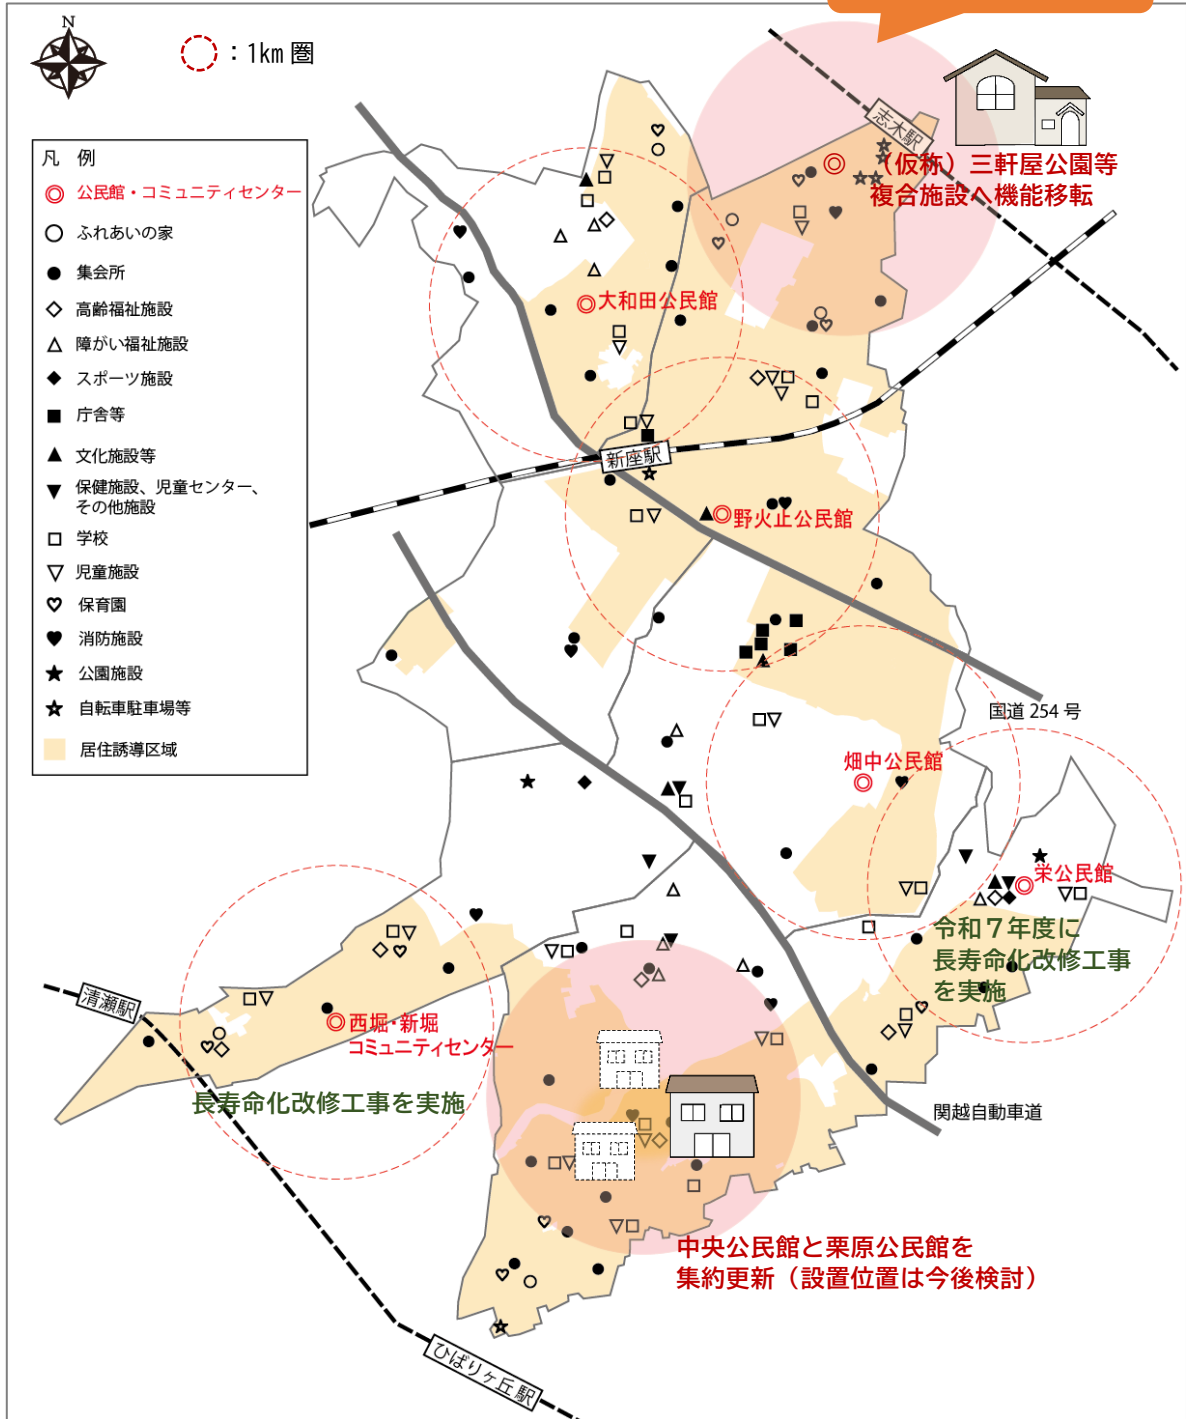 N
：1km 圏
凡　例
公民館・コミュニティセンター
ふれあいの家
集会所
高齢福祉施設
障がい福祉施設
スポーツ施設
庁舎等
文化施設等
保健施設、児童センター、
その他施設
学校
児童施設
保育園
消防施設
公園施設
自転車駐車場等
居住誘導区域
志木駅
（仮称）三軒屋公園等
複合施設へ機能移転
大和田公民館
新座駅
野火止公民館
国道 254 号
畑中公民館
栄公民館
令和７年度に
長寿命化改修工事
を実施
清瀬駅
西堀・新堀
コミュニティセンター
長寿命化改修工事を実施
関越自動車道
中央公民館と栗原公民館を
集約更新（設置位置は今後検討）
ひばりヶ丘駅